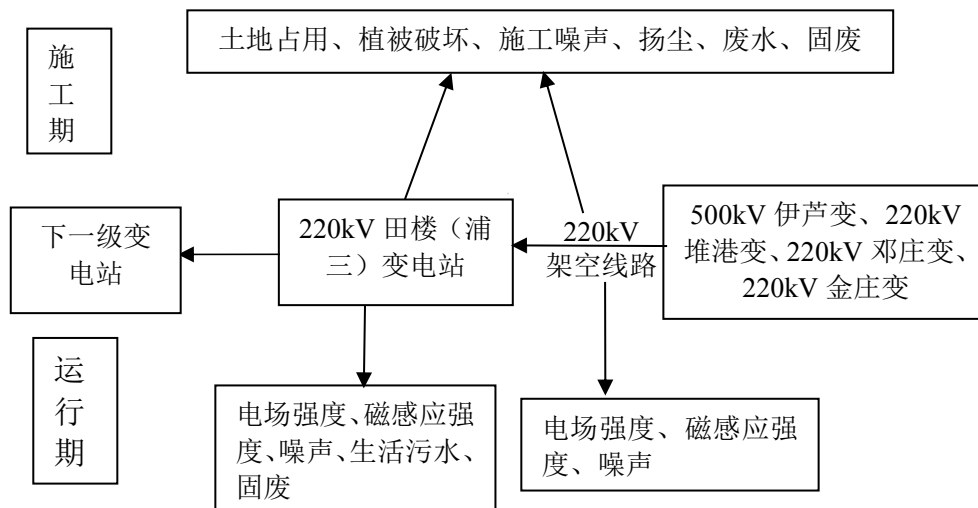 施
工
期
土地占用、植被破坏、施工噪声、扬尘、废水、固废
下一级变
电站
220kV 田楼（浦
三）变电站
220kV
架空线路
500kV 伊芦变、220kV
堆港变、220kV 邓庄变、
220kV 金庄变
运
行
期
电场强度、磁感应强
度、噪声、生活污水、
固废
电场强度、磁感应强
度、噪声